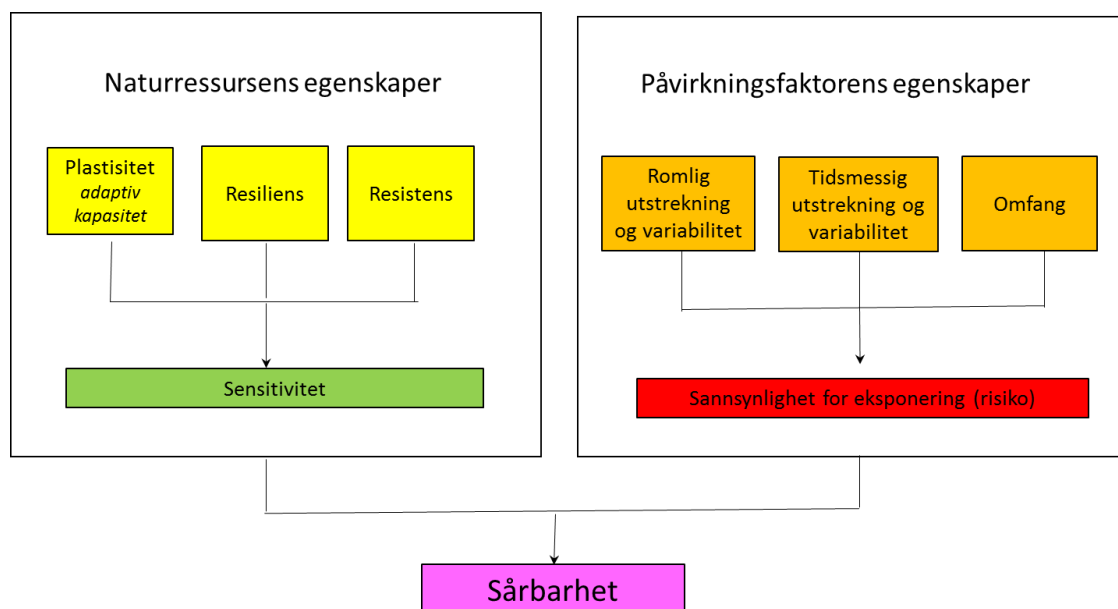 Naturressursens egenskaper
Plastisitet
adaptiv
kapasitet
Resiliens
Resistens
Sensitivitet
Påvirkningsfaktorens egenskaper
Romlig
utstrekning
og variabilitet
Tidsmessig
utstrekning og
variabilitet
Omfang
Sannsynlighet for eksponering (risiko)
Sårbarhet